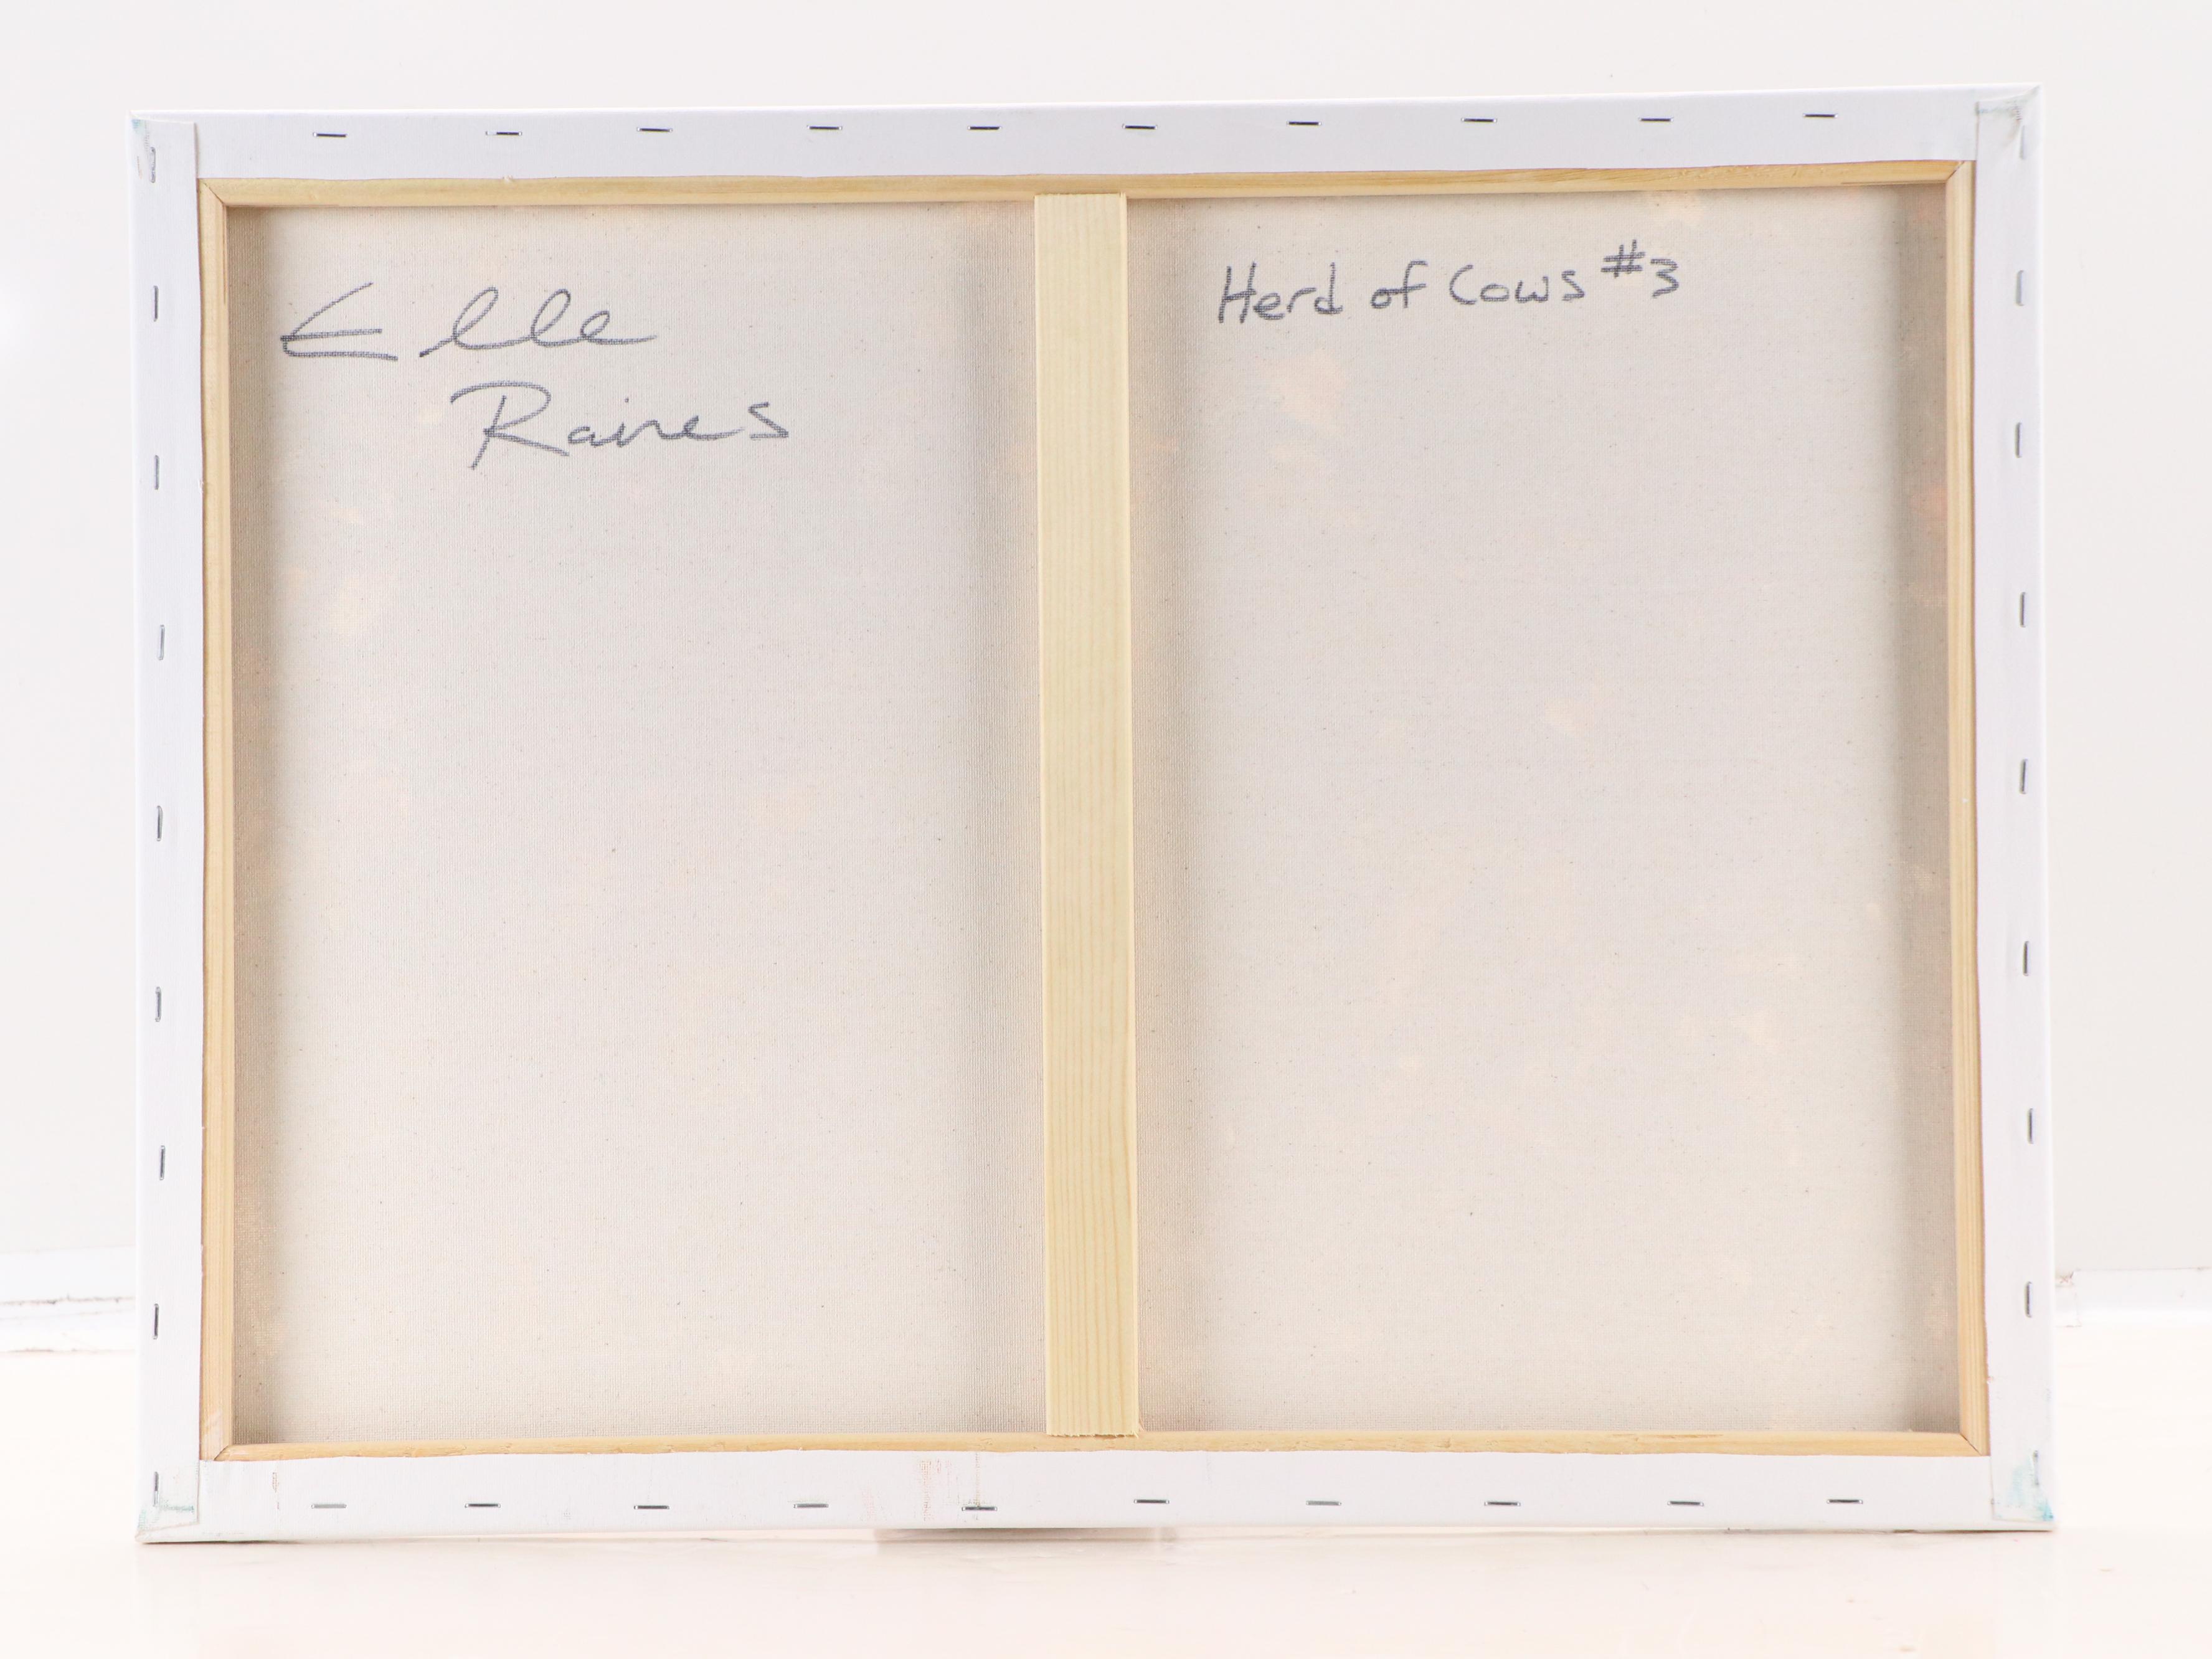 Elle
Raines
Herd of Cows #3